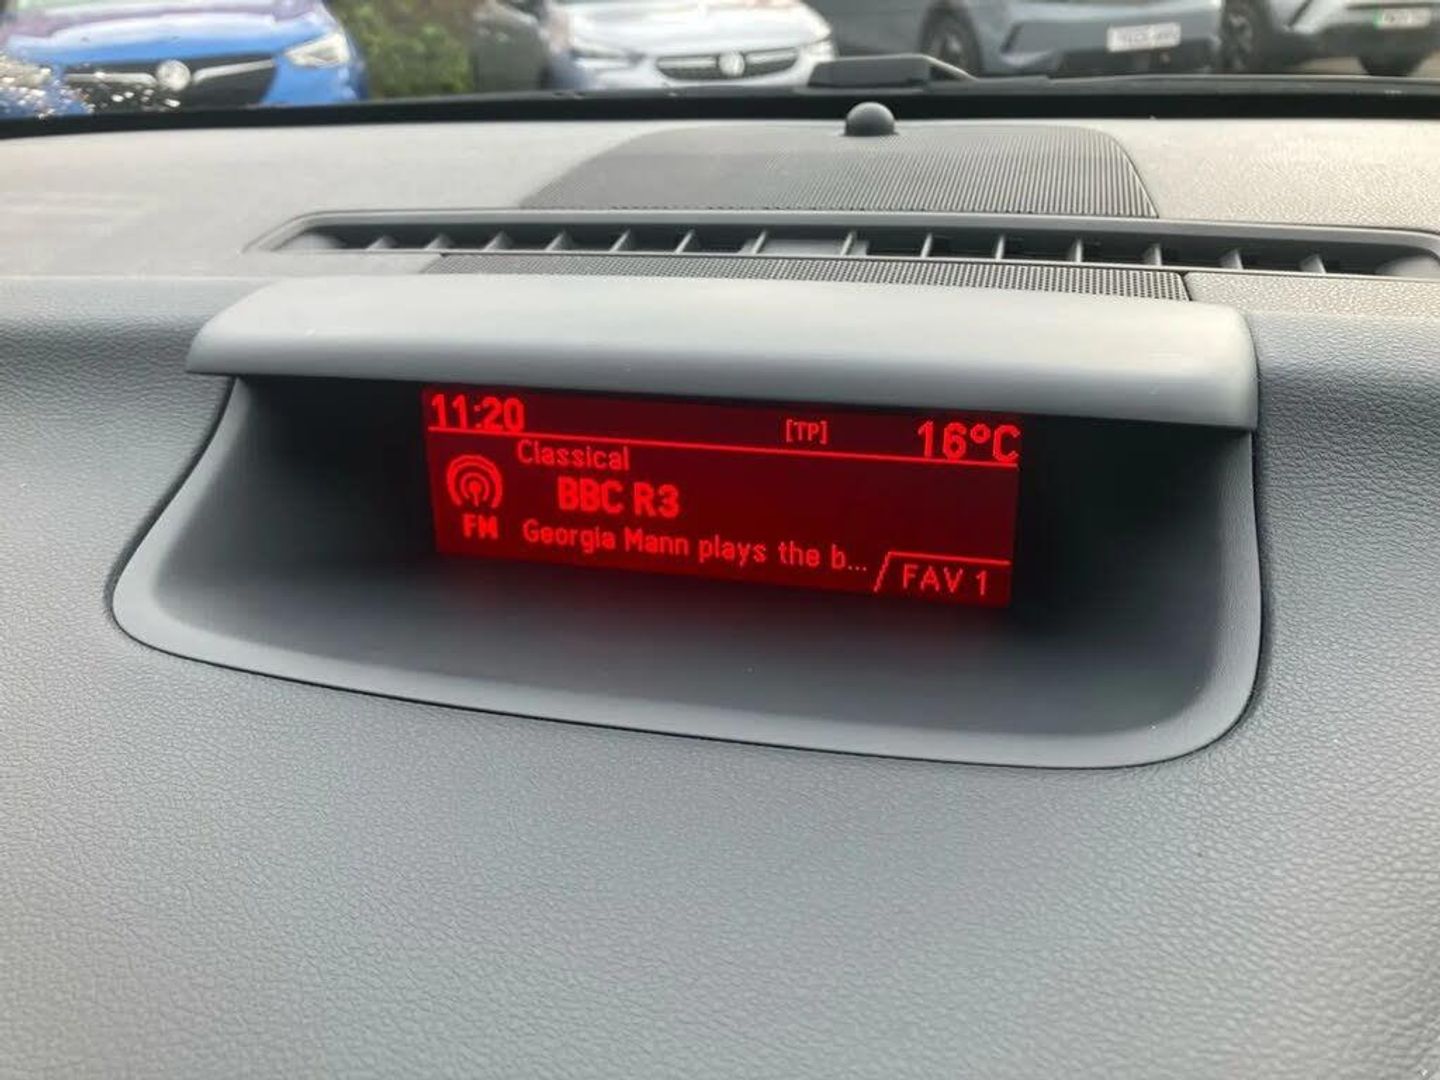 11:20 [TP] 16°C
Classical
BBC R3
FM Georgia Mann plays the b...
FAV 1